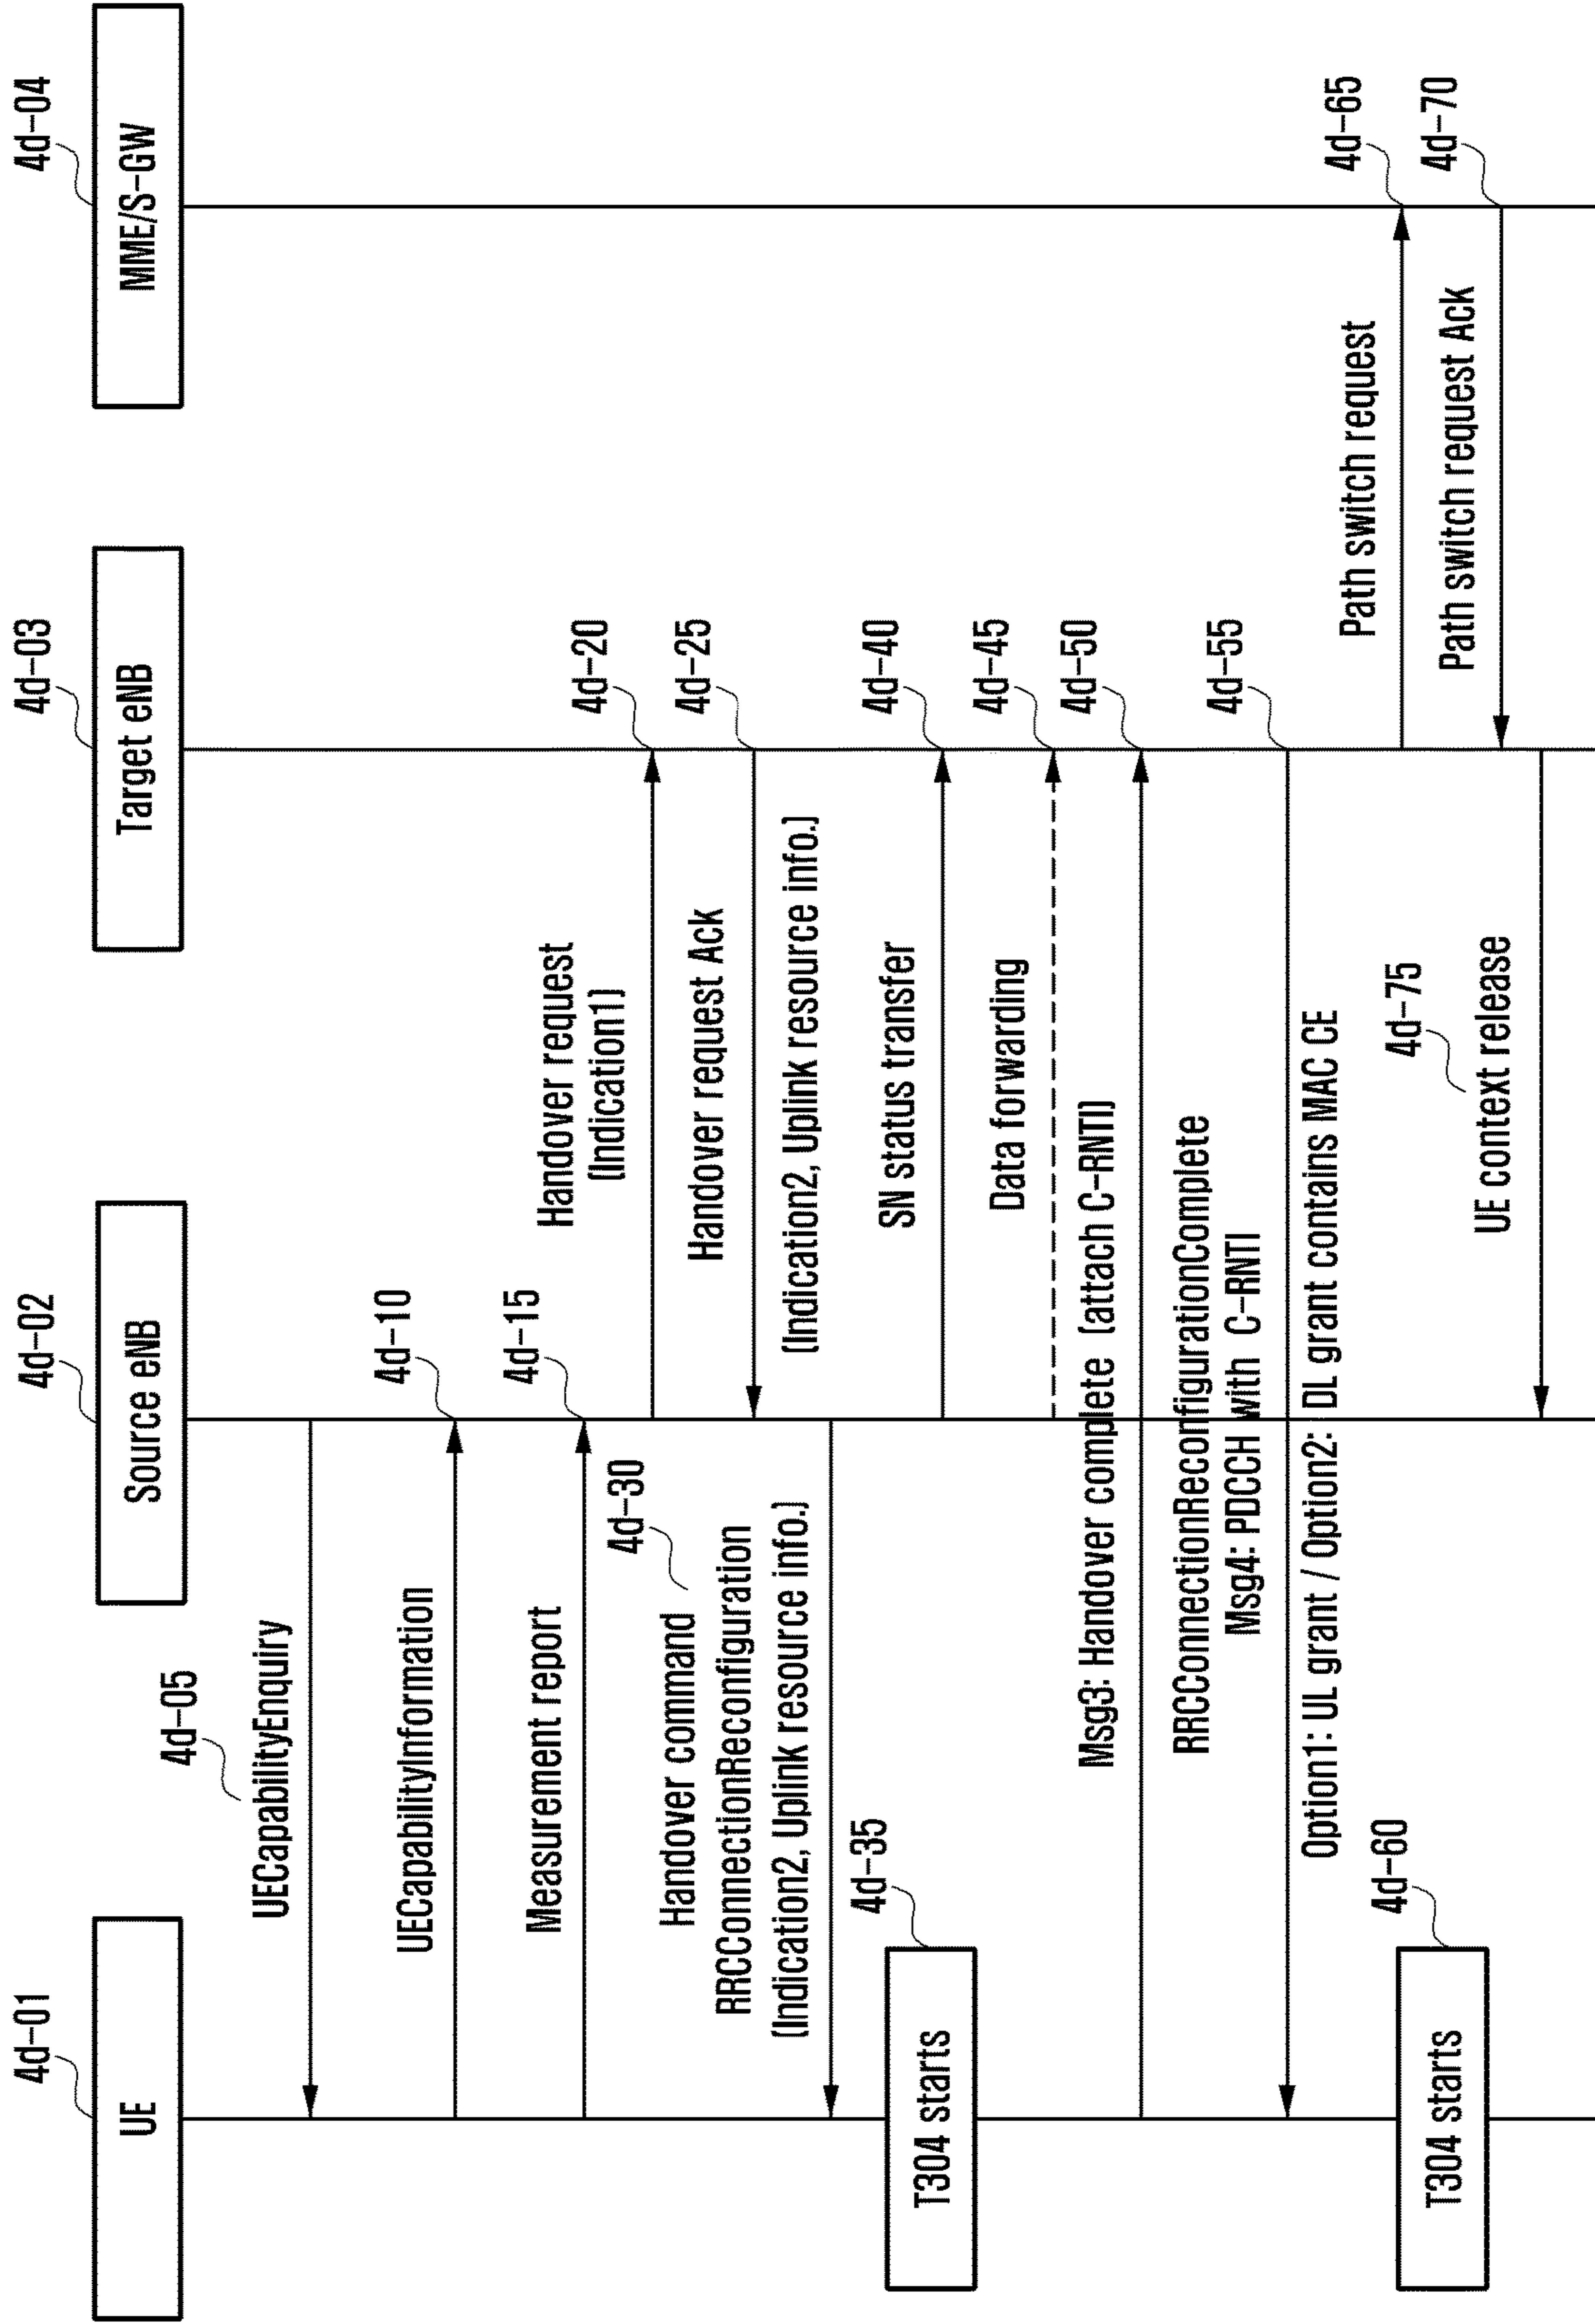 4d-01
4d-02
4d-03
4d-04
UE
Source eNB
Target eNB
MME/S-GW
4d-05
UECapabilityEnquiry
4d-10
UECapabilityInformation
4d-15
Measurement report
4d-20
Handover request
(Indication1)
4d-25
Handover request Ack
(Indication2, Uplink resource info.)
4d-30
Handover command
RRCConnectionReconfiguration
(Indication2, Uplink resource info.)
4d-35
T304 starts
4d-40
SN status transfer
4d-45
Data forwarding
4d-50
Msg3: Handover complete (attach C-RNTI)
RRCConnectionReconfigurationComplete
4d-55
Msg4: PDCCH with C-RNTI
Option1: UL grant / Option2: DL grant contains MAC CE
4d-60
T304 starts
4d-65
Path switch request
4d-70
Path switch request Ack
4d-75
UE context release